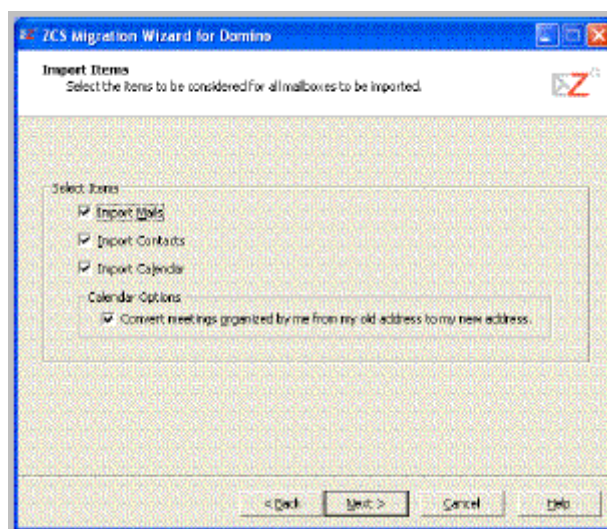 ZCS Migration Wizard for Domino
Import Items
Select the items to be considered for all mailboxes to be imported.
Select Items
Import Mails
Import Contacts
Import Calendar
Calendar Options
Convert meetings organized by me from my old address to my new address.
< Back
Next >
Cancel
Help